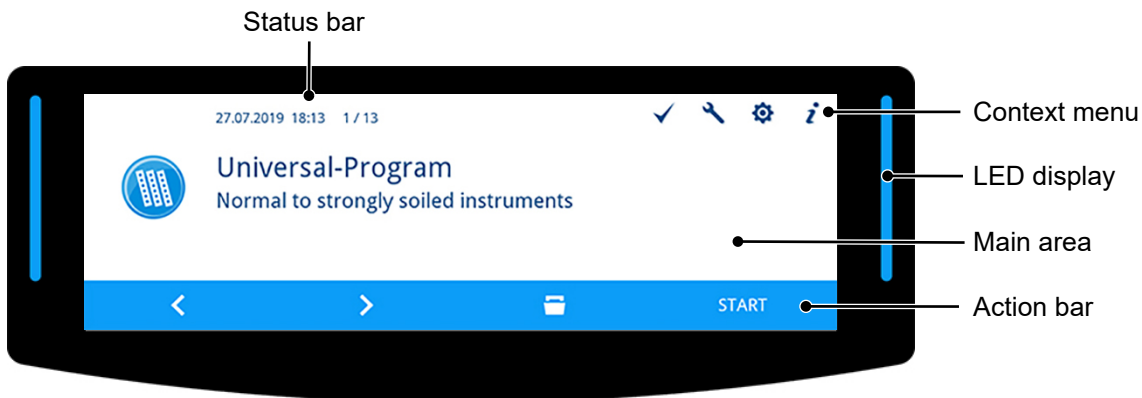 Status bar
27.07.2019 18:13 1 / 13
i
Context menu
Universal-Program
LED display
Normal to strongly soiled instruments
Main area
START
Action bar